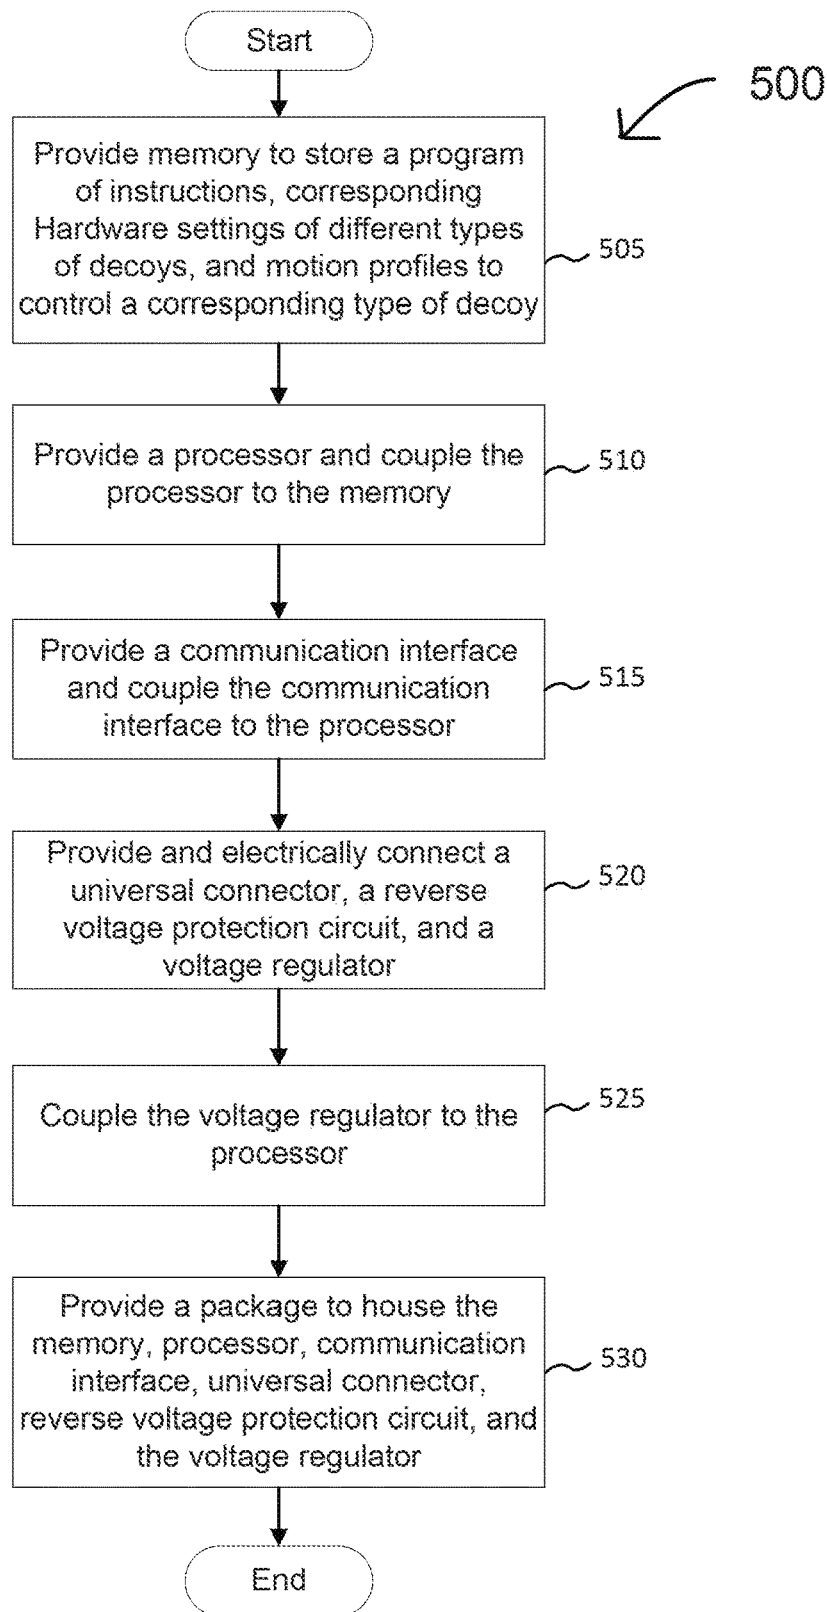 Start
500
Provide memory to store a program
of instructions, corresponding
Hardware settings of different types
of decoys, and motion profiles to
control a corresponding type of decoy
505
Provide a processor and couple the
processor to the memory
510
Provide a communication interface
and couple the communication
interface to the processor
515
Provide and electrically connect a
universal connector, a reverse
voltage protection circuit, and a
voltage regulator
520
Couple the voltage regulator to the
processor
525
Provide a package to house the
memory, processor, communication
interface, universal connector,
reverse voltage protection circuit, and
the voltage regulator
530
End